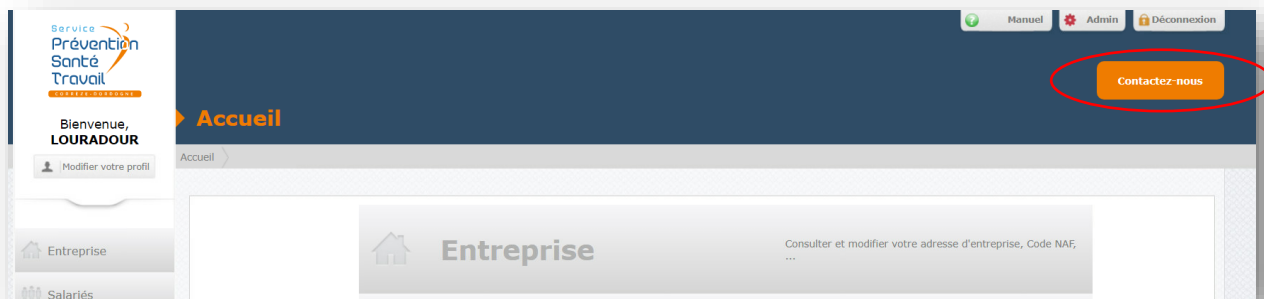 Service
Prévention
Santé
Travail
CORRÈZE-DORDOGNE
Bienvenue,
LOURADOUR
Modifier votre profil
Entreprise
Salariés
Manuel
Admin
Déconnexion
Contactez-nous
Accueil
Accueil
Entreprise
Consulter et modifier votre adresse d'entreprise, Code NAF,
...